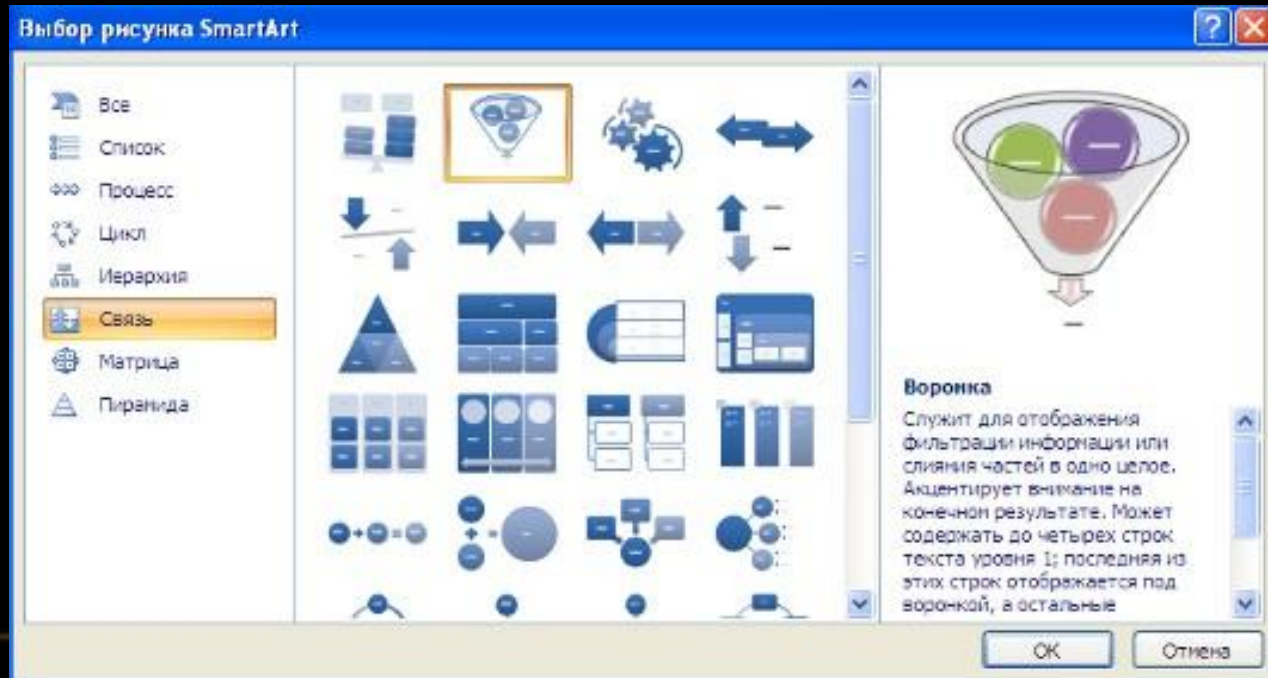 Выбор рисунка SmartArt
Все
Список
Процесс
Цикл
Иерархия
Связь
Матрица
Пирамида
Воронка
Служит для отображения
фильтрации информации или
слияния частей в одно целое.
Акцентирует внимание на
конечном результате. Может
содержать до четырех строк
текста уровня 1; последняя из
этих строк отображается под
воронкой, а остальные
ОК
Отмена